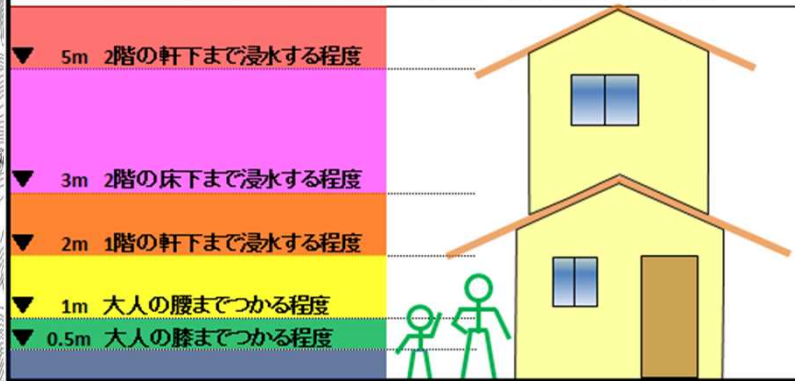 ▼ 5m 2階の軒下まで浸水する程度
▼ 3m 2階の床下まで浸水する程度
▼ 2m 1階の軒下まで浸水する程度
▼ 1m 大人の腰までつかる程度
▼ 0.5m 大人の膝までつかる程度